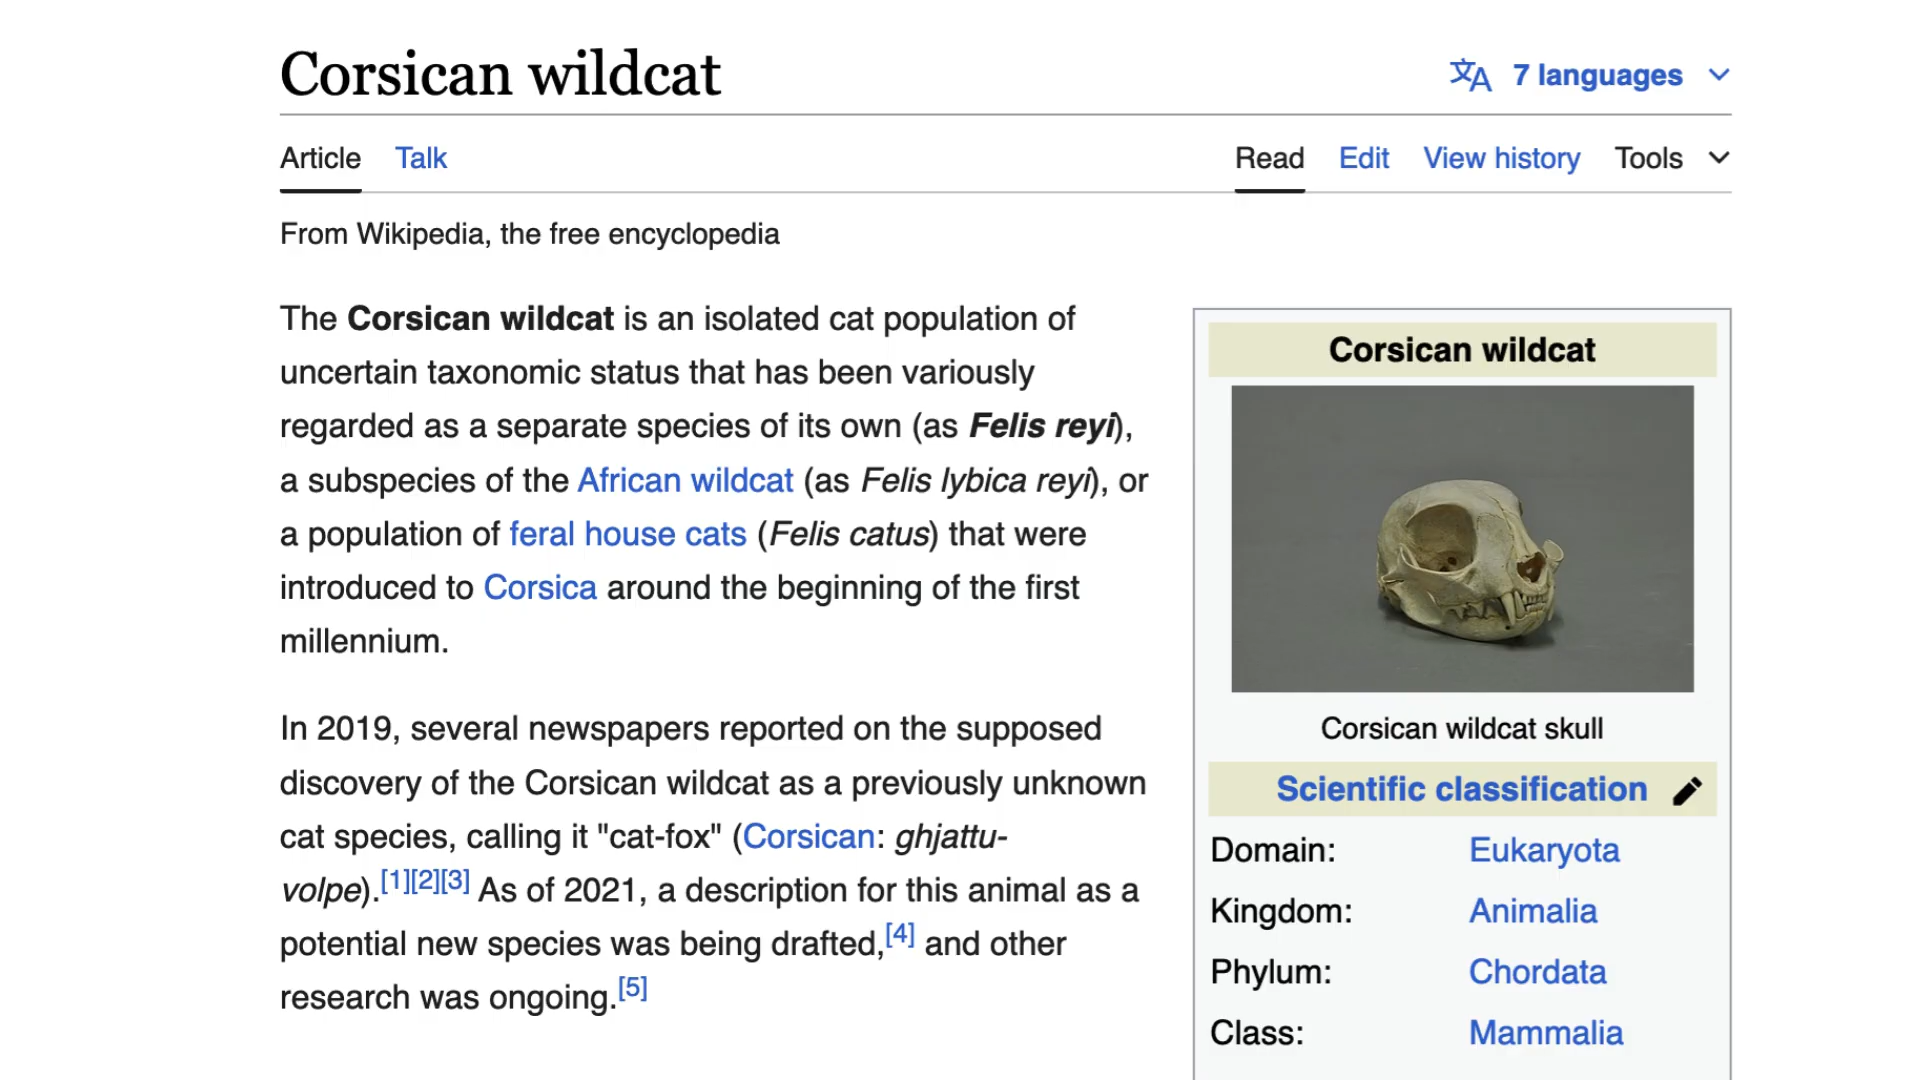 Corsican wildcat
7 languages
Article Talk
Read Edit View history Tools
From Wikipedia, the free encyclopedia
The Corsican wildcat is an isolated cat population of
uncertain taxonomic status that has been variously
regarded as a separate species of its own (as Felis reyi),
a subspecies of the African wildcat (as Felis lybica reyi), or
a population of feral house cats (Felis catus) that were
introduced to Corsica around the beginning of the first
millennium.
In 2019, several newspapers reported on the supposed
discovery of the Corsican wildcat as a previously unknown
cat species, calling it "cat-fox" (Corsican: ghjattu-
volpe).[1][2][3] As of 2021, a description for this animal as a
potential new species was being drafted,[4] and other
research was ongoing.[5]
Corsican wildcat
Corsican wildcat skull
Scientific classification
Domain: Eukaryota
Kingdom: Animalia
Phylum: Chordata
Class: Mammalia